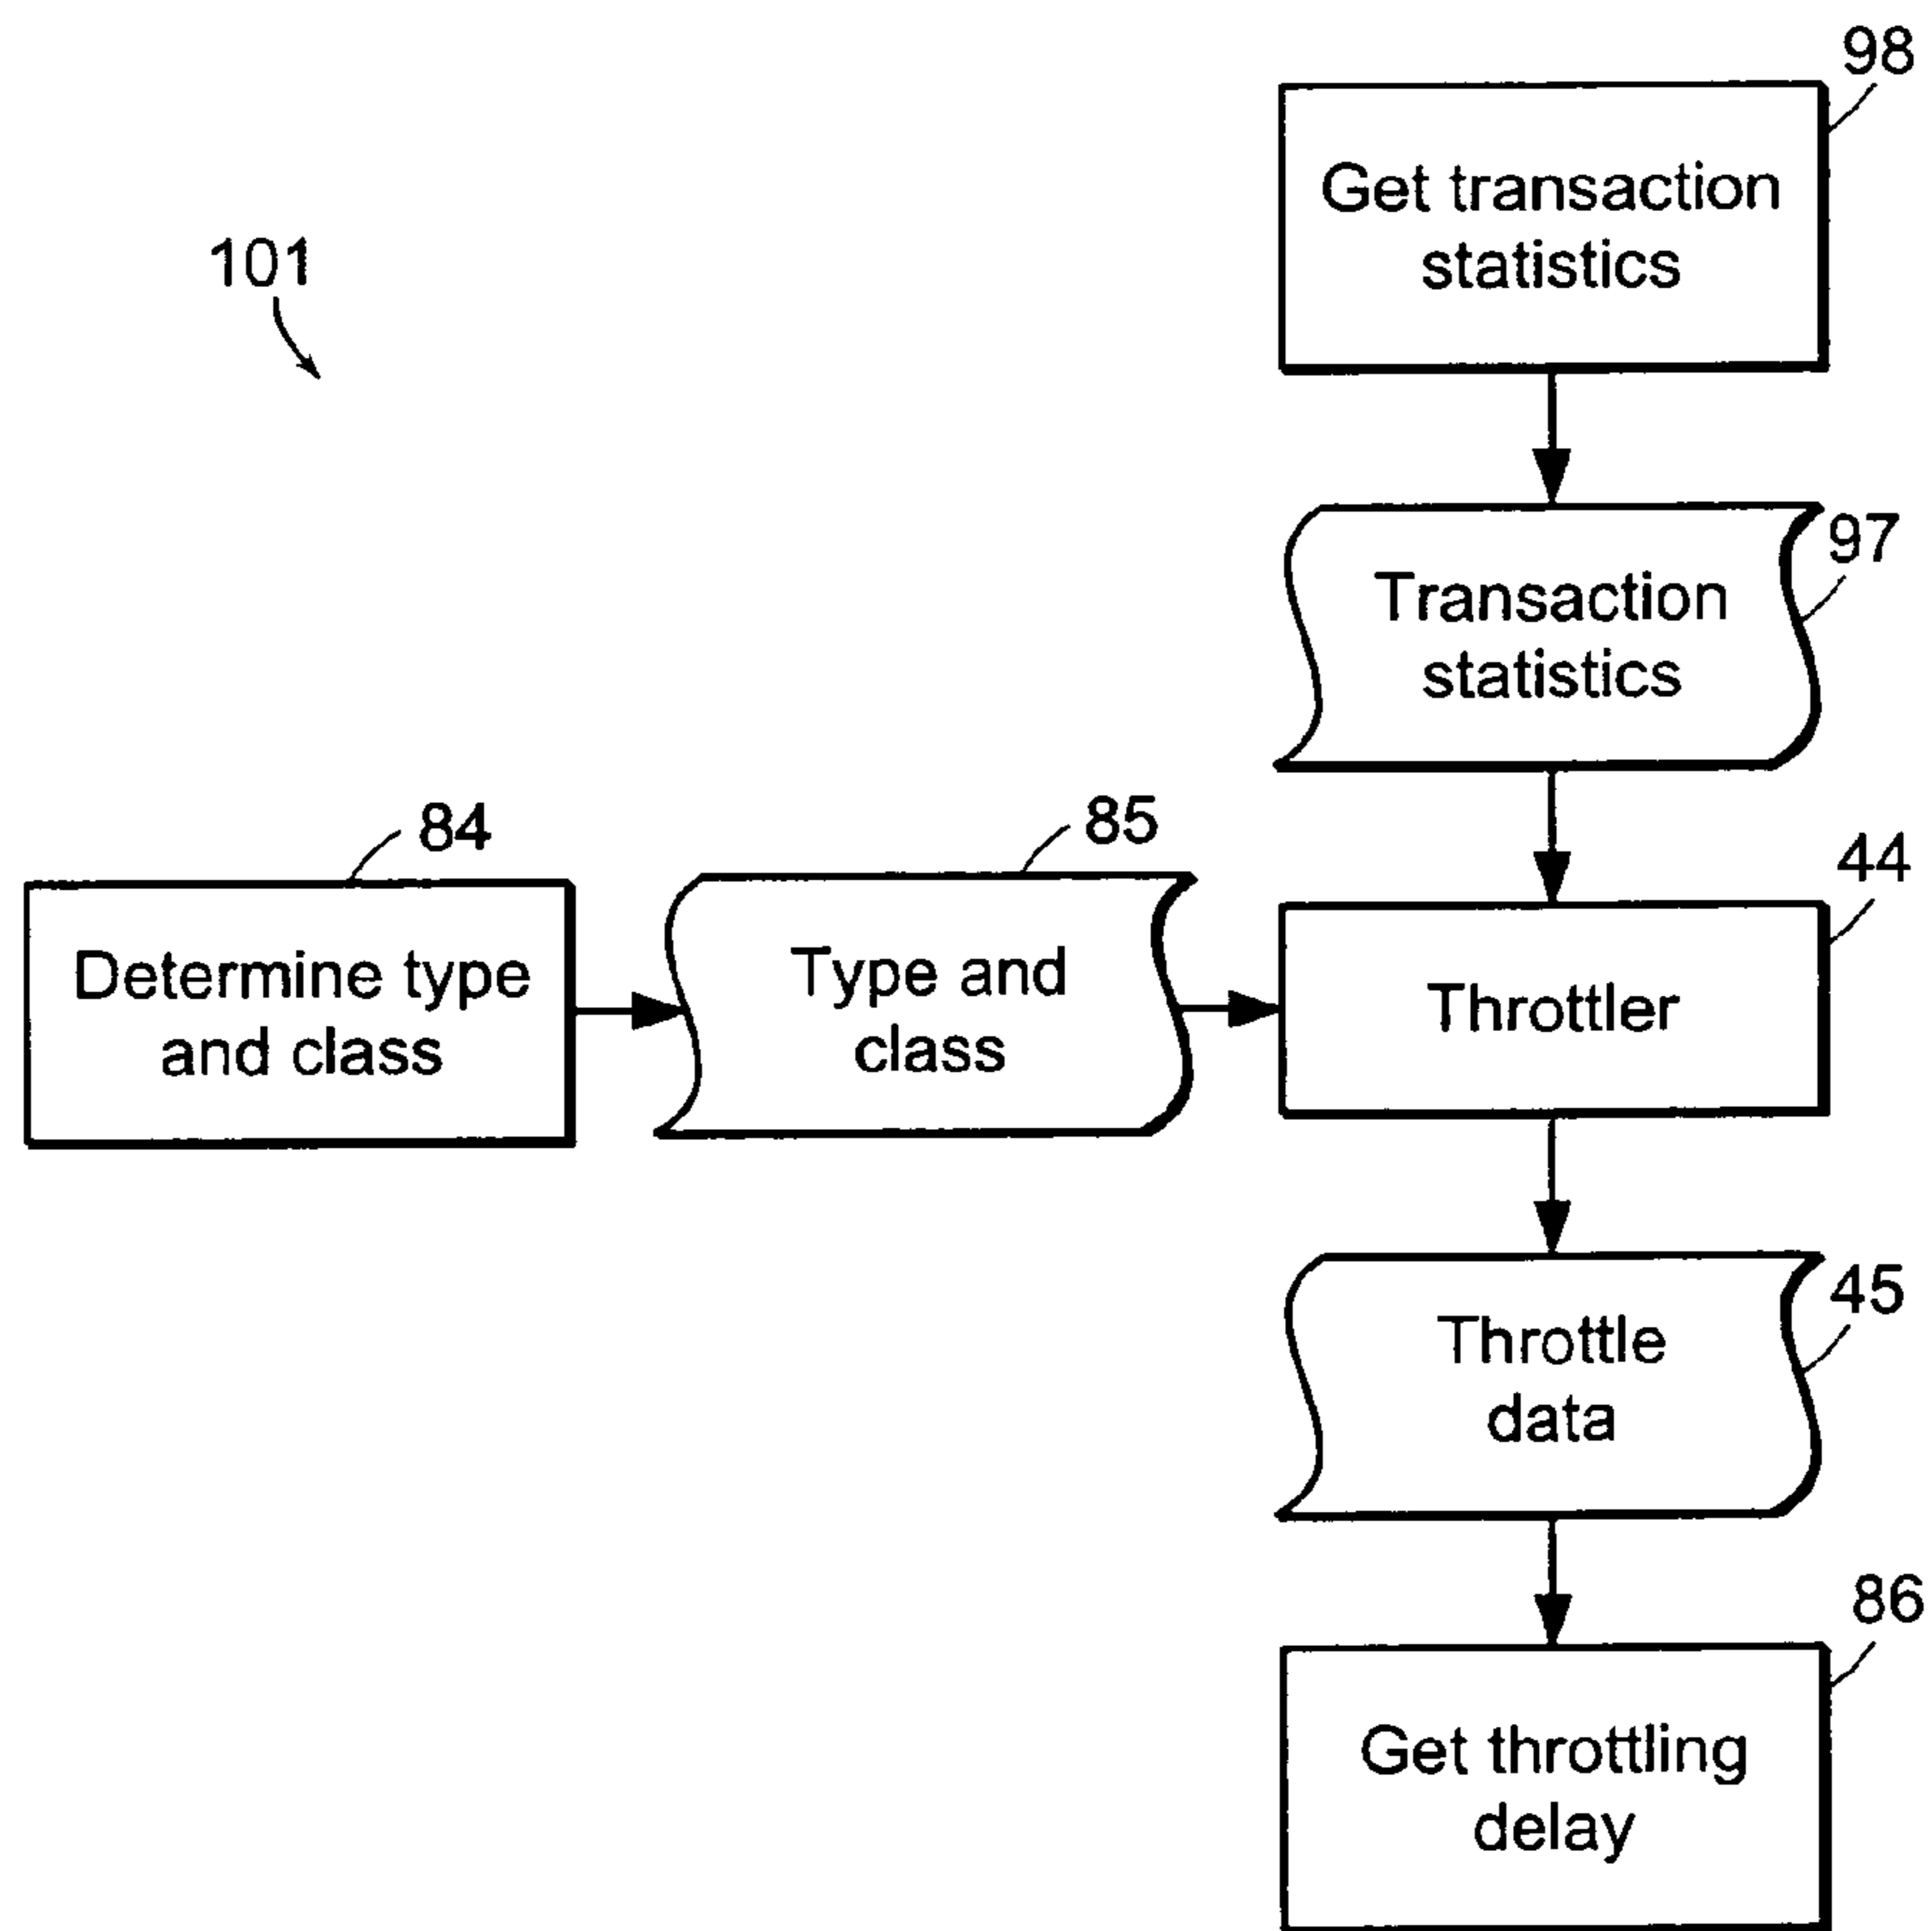 98
Get transaction
statistics
101
97
Transaction
statistics
84
85
44
Determine type
and class
Type and
class
Throttler
45
Throttle
data
86
Get throttling
delay